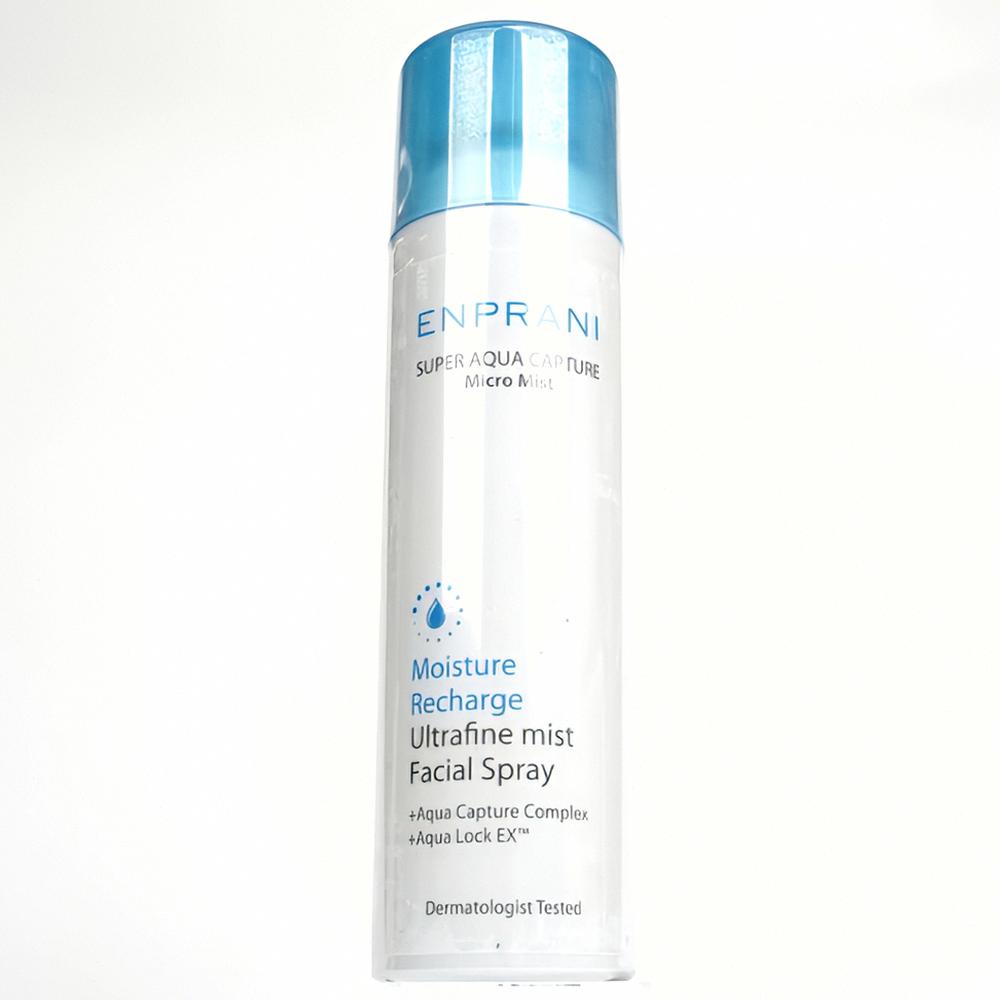 ENPRANI
SUPER AQUA CAPTURE
Micro Mist
Moisture
Recharge
Ultrafine mist
Facial Spray
+Aqua Capture Complex
+Aqua Lock EX™
Dermatologist Tested